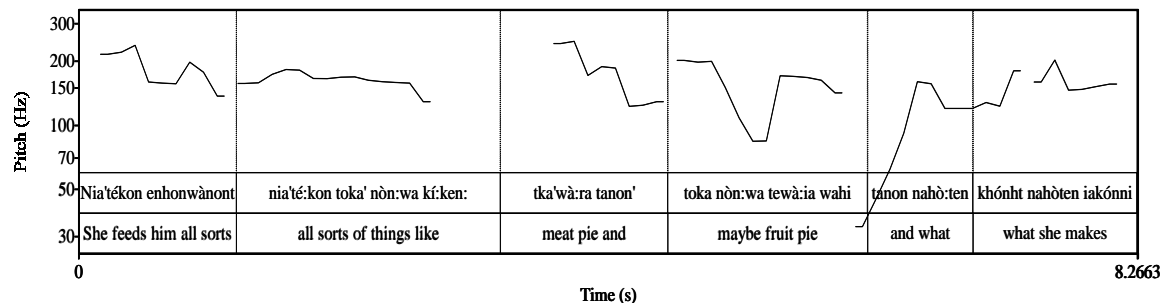 Pitch (Hz)
300
200
150
100
70
50
30
Nia'tékon enhonwànont nia'té:kon toka' nòn:wa kí:ken: tka'wà:ra tanon' toka nòn:wa tewà:ia wahi tanon nahò:ten khónht nahòten iakónni
She feeds him all sorts all sorts of things like meat pie and maybe fruit pie and what what she makes
0 8.2663
Time (s)